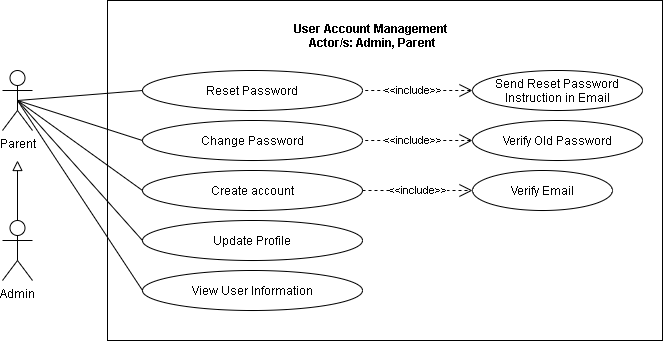 User Account Management
Actor/s: Admin, Parent
Reset Password
<<include>>
Send Reset Password
Instruction in Email
Parent
Change Password
<<include>>
Verify Old Password
Create account
<<include>>
Verify Email
Update Profile
Admin
View User Information